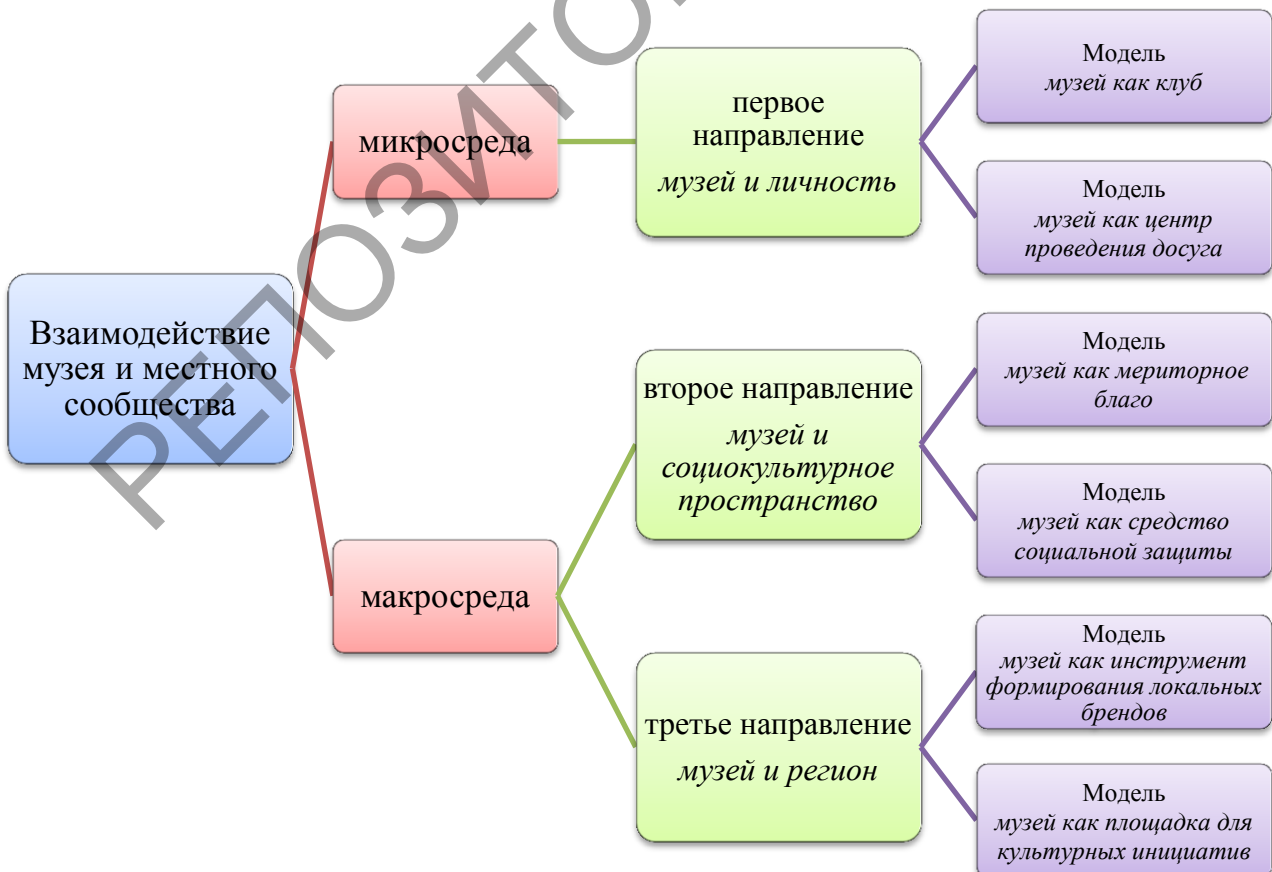 Взаимодействие
музея и местного
сообщества
микросреда
первое
направление
музей и личность
Модель
музей как клуб
Модель
музей как центр
проведения досуга
макросреда
второе направление
музей и
социокультурное
пространство
Модель
музей как мериторное
благо
Модель
музей как средство
социальной защиты
третье направление
музей и регион
Модель
музей как инструмент
формирования локальных
брендов
Модель
музей как площадка для
культурных инициатив
РЕПОЗИТО